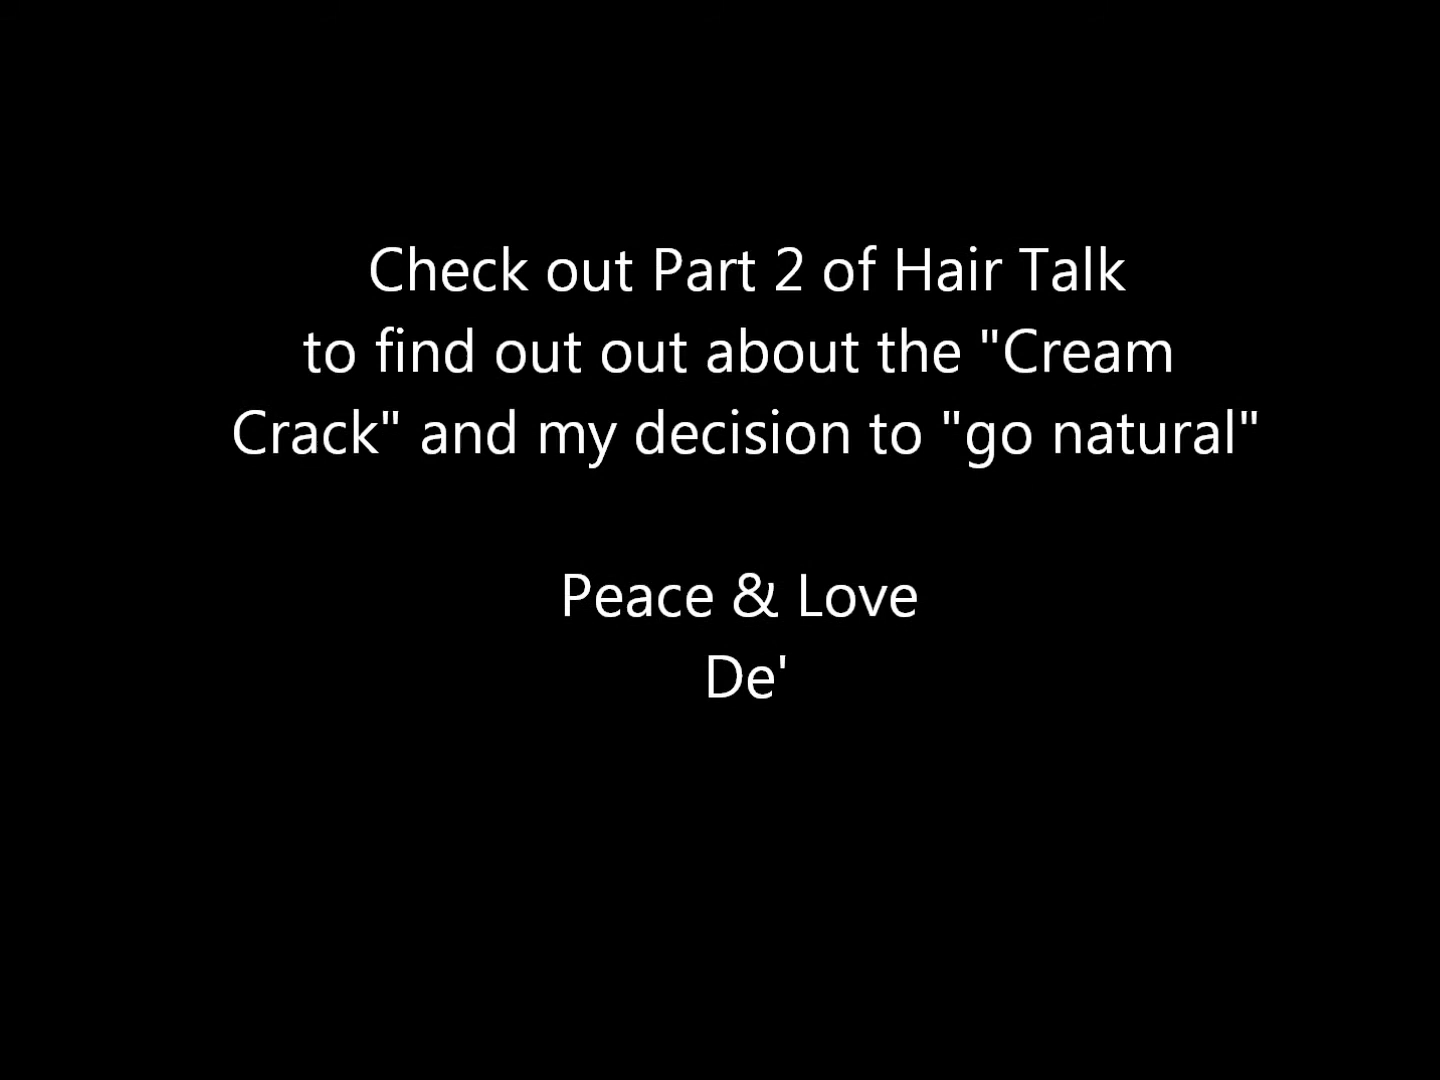 Check out Part 2 of Hair Talk
to find out out about the "Cream
Crack" and my decision to "go natural"
Peace & Love
De'